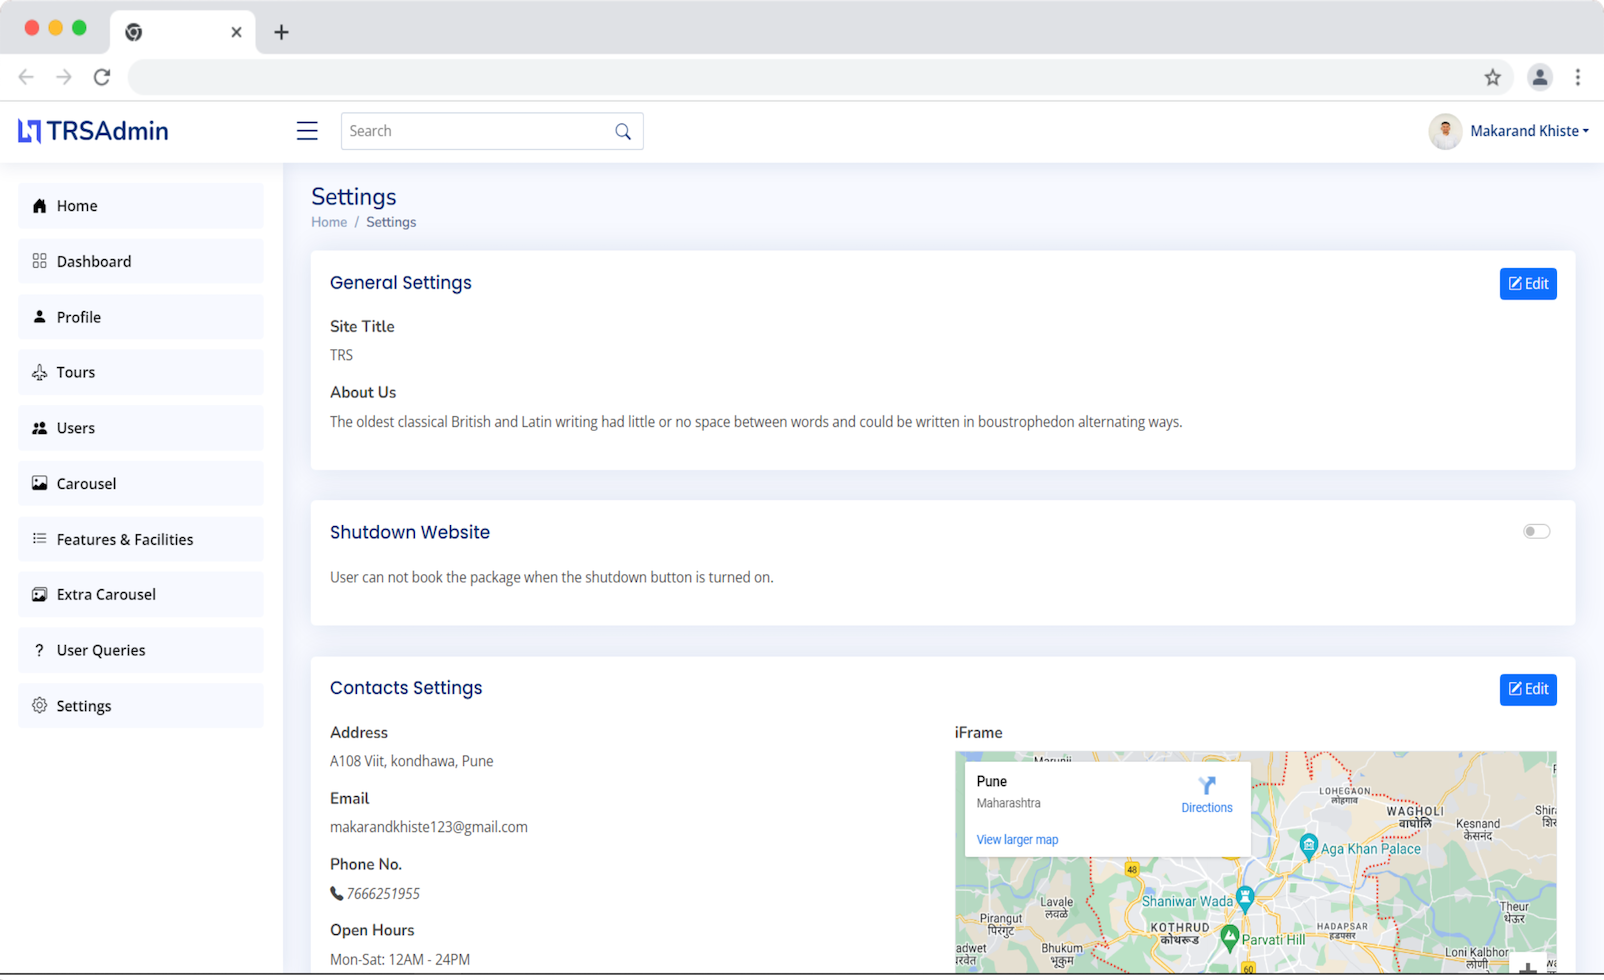 TRSAdmin
Search
Makarand Khiste
Home
Dashboard
Profile
Tours
Users
Carousel
Features & Facilities
Extra Carousel
? User Queries
Settings
Settings
Home / Settings
General Settings
Edit
Site Title
TRS
About Us
The oldest classical British and Latin writing had little or no space between words and could be written in boustrophedon alternating ways.
Shutdown Website
User can not book the package when the shutdown button is turned on.
Contacts Settings
Edit
Address
A108 Viit, kondhawa, Pune
Email
makarandkhiste123@gmail.com
Phone No.
7666251955
Open Hours
Mon-Sat: 12AM - 24PM
iFrame
Pune
Maharashtra
Directions
View larger map
LOHEGAON
लोहगाव
WAGHOLI
वाघोलि
Kesnand
केसनंद
Aga Khan Palace
48
Shaniwar Wada
Lavale
लवळे
Pirangut
पिरंगुट
KOTHRUD
कोथरूड
HADAPSAR
हडपसर
Theur
थेऊर
Parvati Hill
Bhukum
भूकुम
Loni Kalbhor
लोणी
60